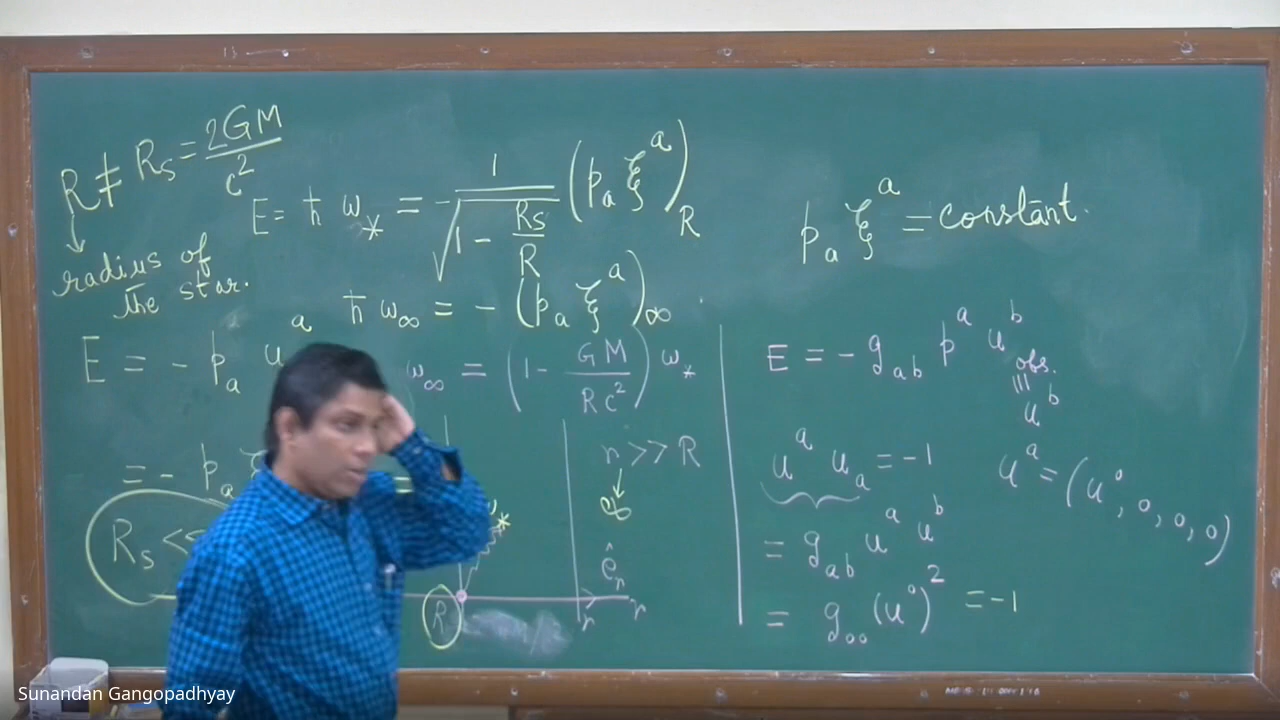 R ≠ R_s = 2GM/c²
↓
radius of
the star.
E = ħ ω_* = - 1/√(1 - R_s/R) (p_a ξ^a)_R
ħ ω_∞ = - (p_a ξ^a)_∞
E = - p_a u^a
ω_∞ = (1 - GM/Rc²) ω_*
= - p_a ξ
=
R_s <<
r >> R
↓
∞
ê_r
R
r
r
p_a ξ^a = constant.
E = - g_ab p^a u^b_obs.
≡
u^b
u^a u_a = -1
u^a = (u^0, 0, 0, 0)
= g_ab u^a u^b
= g_00 (u^0)² = -1
Sunandan Gangopadhyay